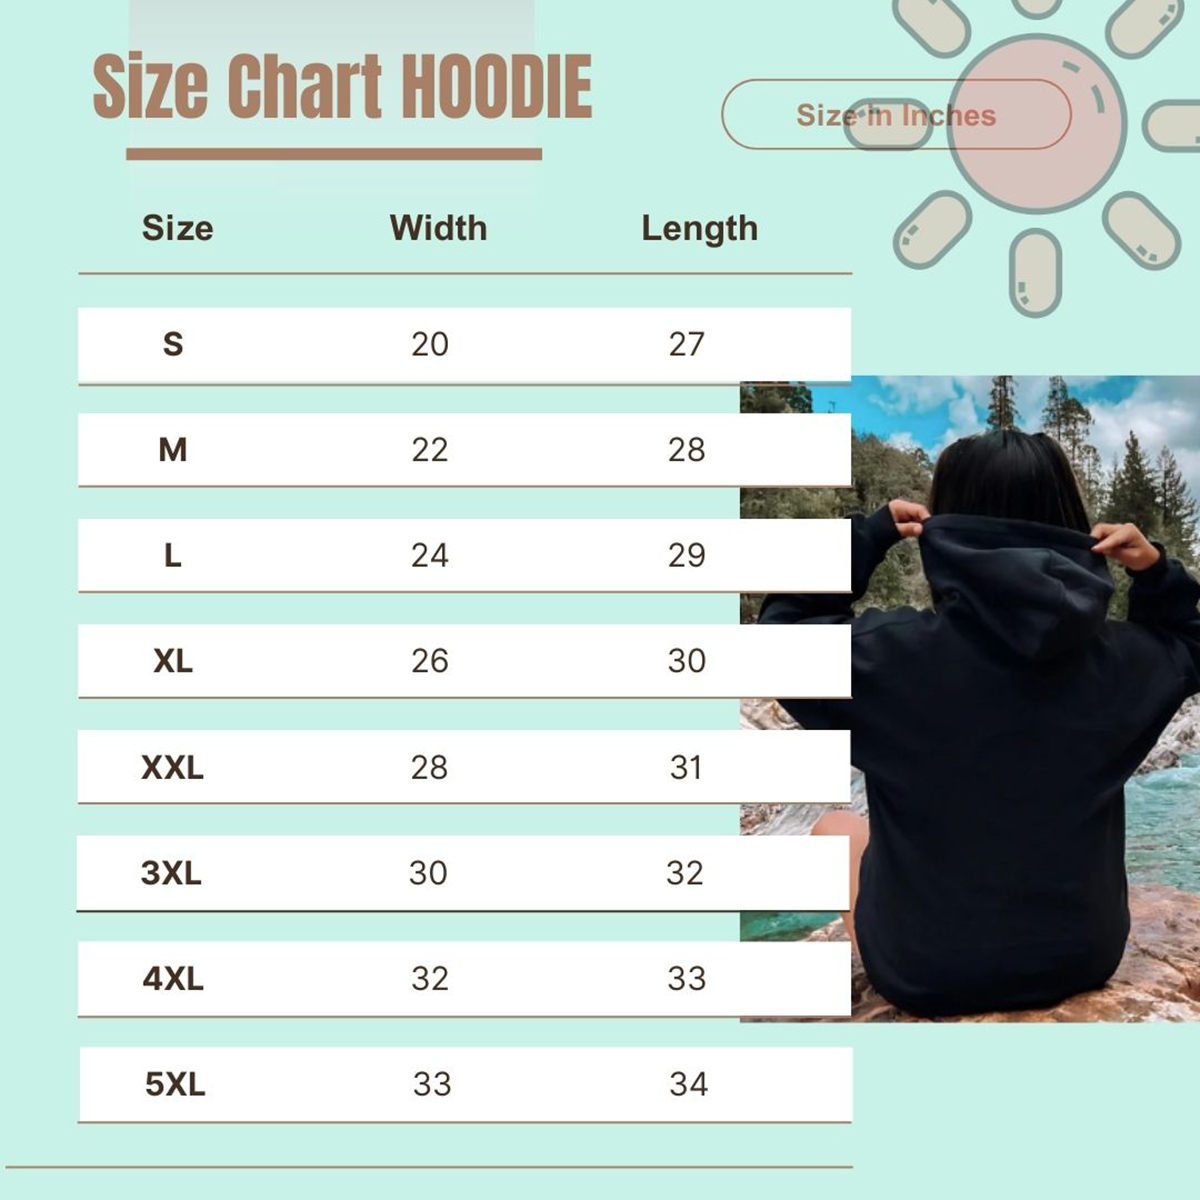 Size Chart HOODIE
Size in Inches
Size Width Length
S 20 27
M 22 28
L 24 29
XL 26 30
XXL 28 31
3XL 30 32
4XL 32 33
5XL 33 34